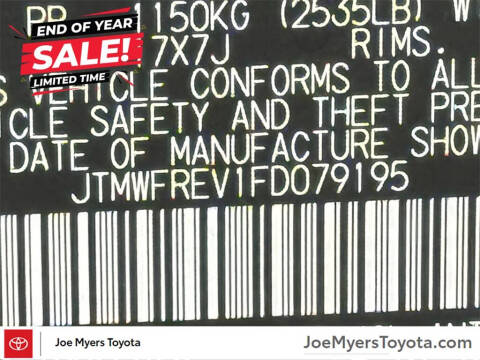 END OF YEAR
SALE!
LIMITED TIME
1150KG (2535LB) W
7X7J RIMS.
S VEHICLE CONFORMS TO ALL
ICLE SAFETY AND THEFT PRE
DATE OF MANUFACTURE SHOW
JTMWFREV1FD079195
Joe Myers Toyota
JoeMyersToyota.com